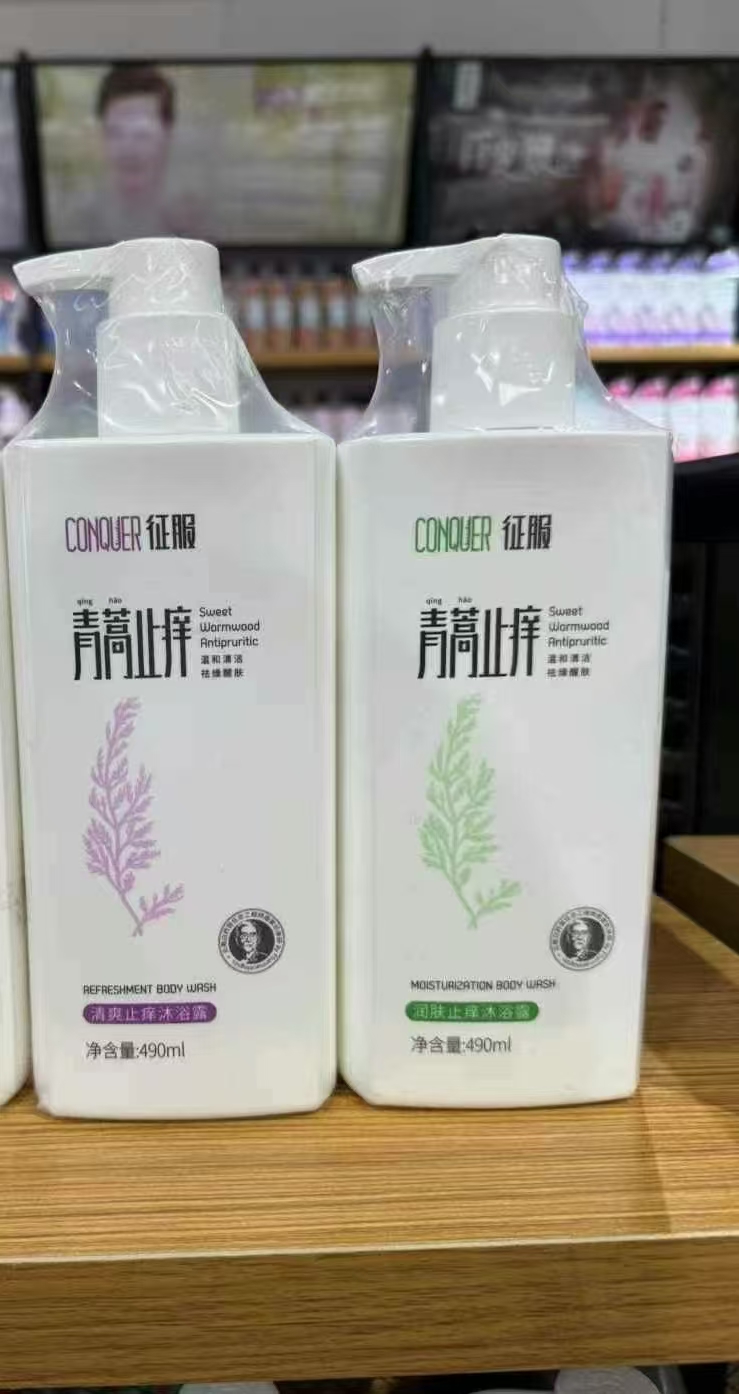 CONQUER 征服
qīng hāo
青蒿止痒
Sweet
Wormwood
Antipruritic
温和清洁
祛燥醒肤
REFRESHMENT BODY WASH
清爽止痒沐浴露
净含量:490ml
CONQUER 征服
qīng hāo
青蒿止痒
Sweet
Wormwood
Antipruritic
温和清洁
祛燥醒肤
MOISTURIZATION BODY WASH
润肤止痒沐浴露
净含量:490ml